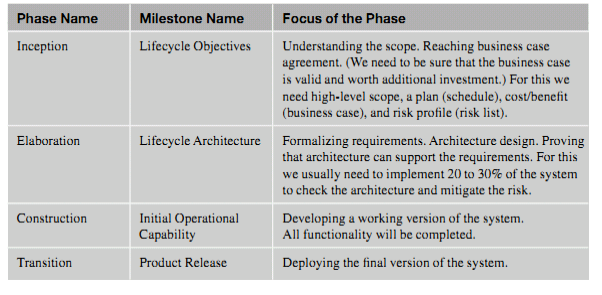 Phase Name Milestone Name Focus of the Phase
Inception Lifecycle Objectives Understanding the scope. Reaching business case
agreement. (We need to be sure that the business case
is valid and worth additional investment.) For this we
need high-level scope, a plan (schedule), cost/benefit
(business case), and risk profile (risk list).
Elaboration Lifecycle Architecture Formalizing requirements. Architecture design. Proving
that architecture can support the requirements. For this
we usually need to implement 20 to 30% of the system
to check the architecture and mitigate the risk.
Construction Initial Operational Developing a working version of the system.
Capability All functionality will be completed.
Transition Product Release Deploying the final version of the system.